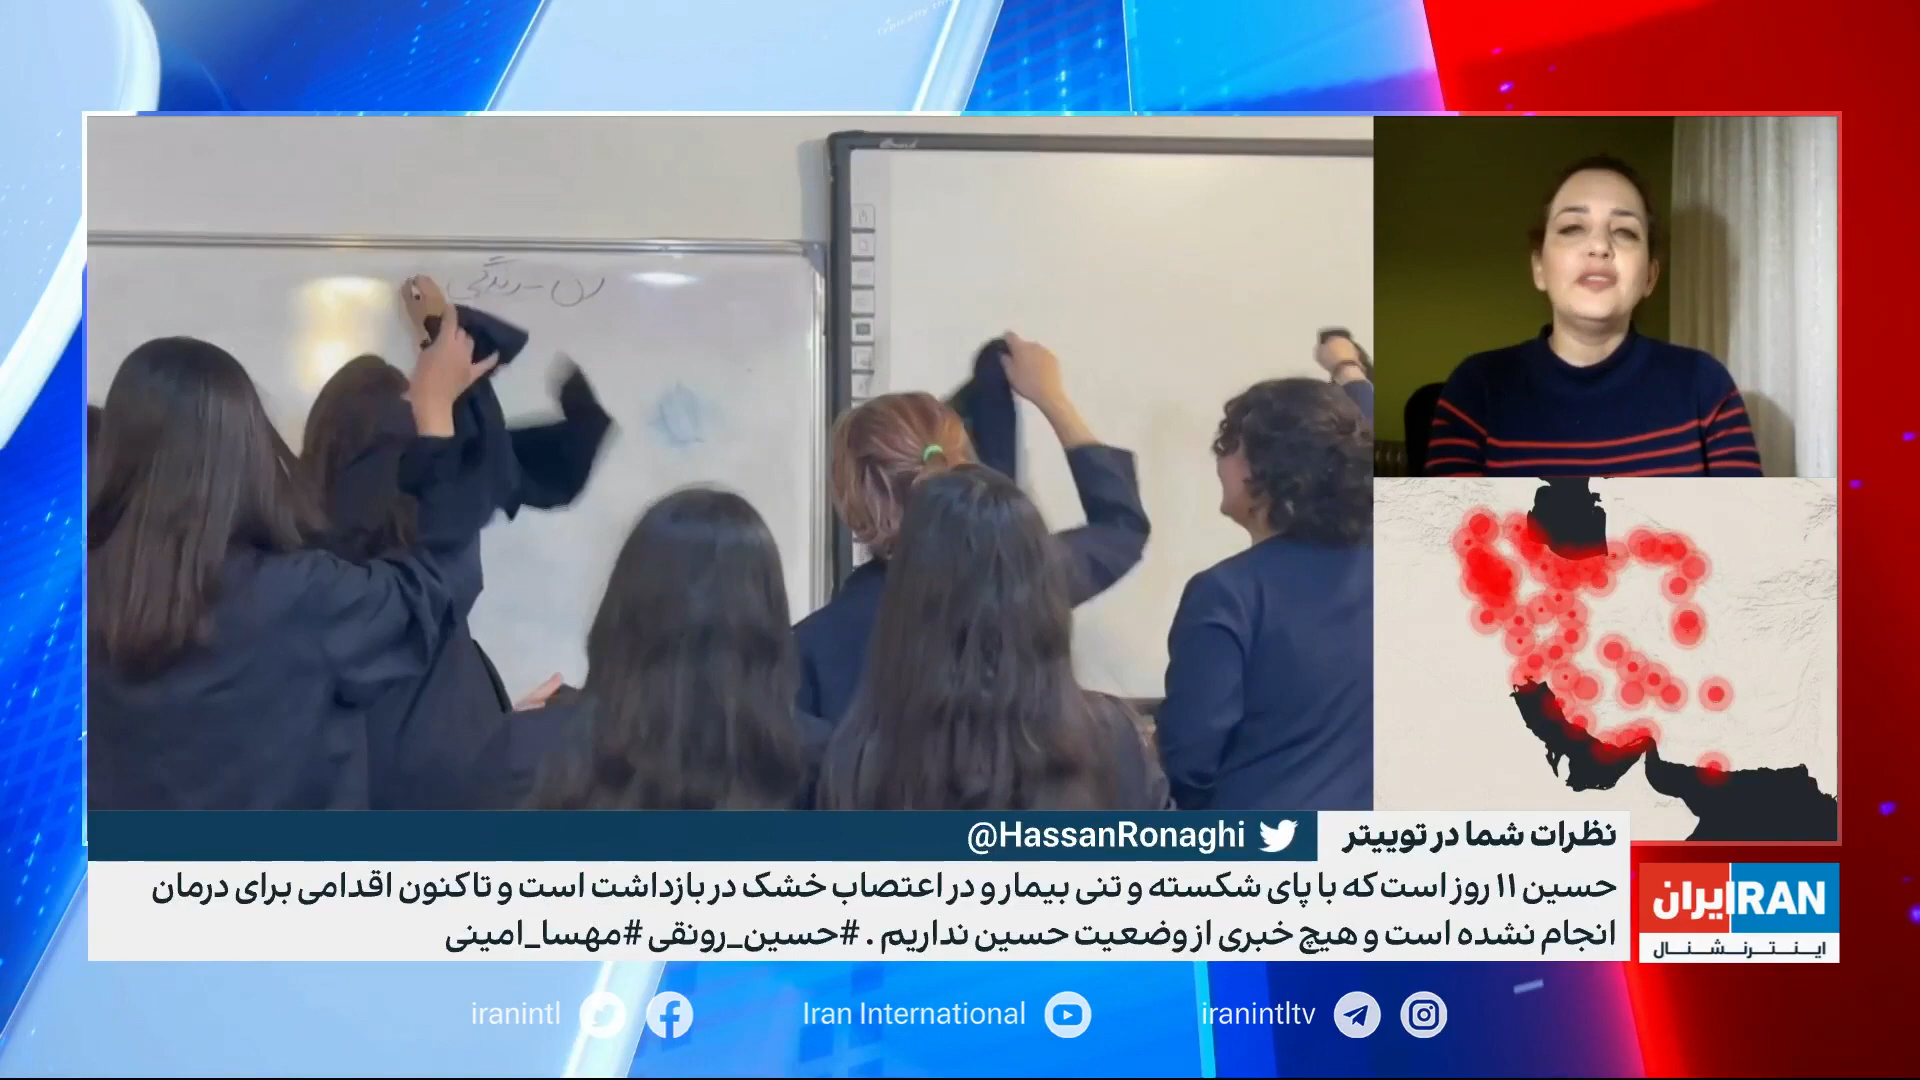 زن - زندگی
نظرات شما در توییتر
@HassanRonaghi
حسین ۱۱ روز است که با پای شکسته و تنی بیمار و در اعتصاب خشک در بازداشت است و تاکنون اقدامی برای درمان
انجام نشده است و هیچ خبری از وضعیت حسین نداریم . #حسین_رونقی #مهسا_امینی
IRAN ایران
اینترنشنال
iranintl
Iran International
iranintltv